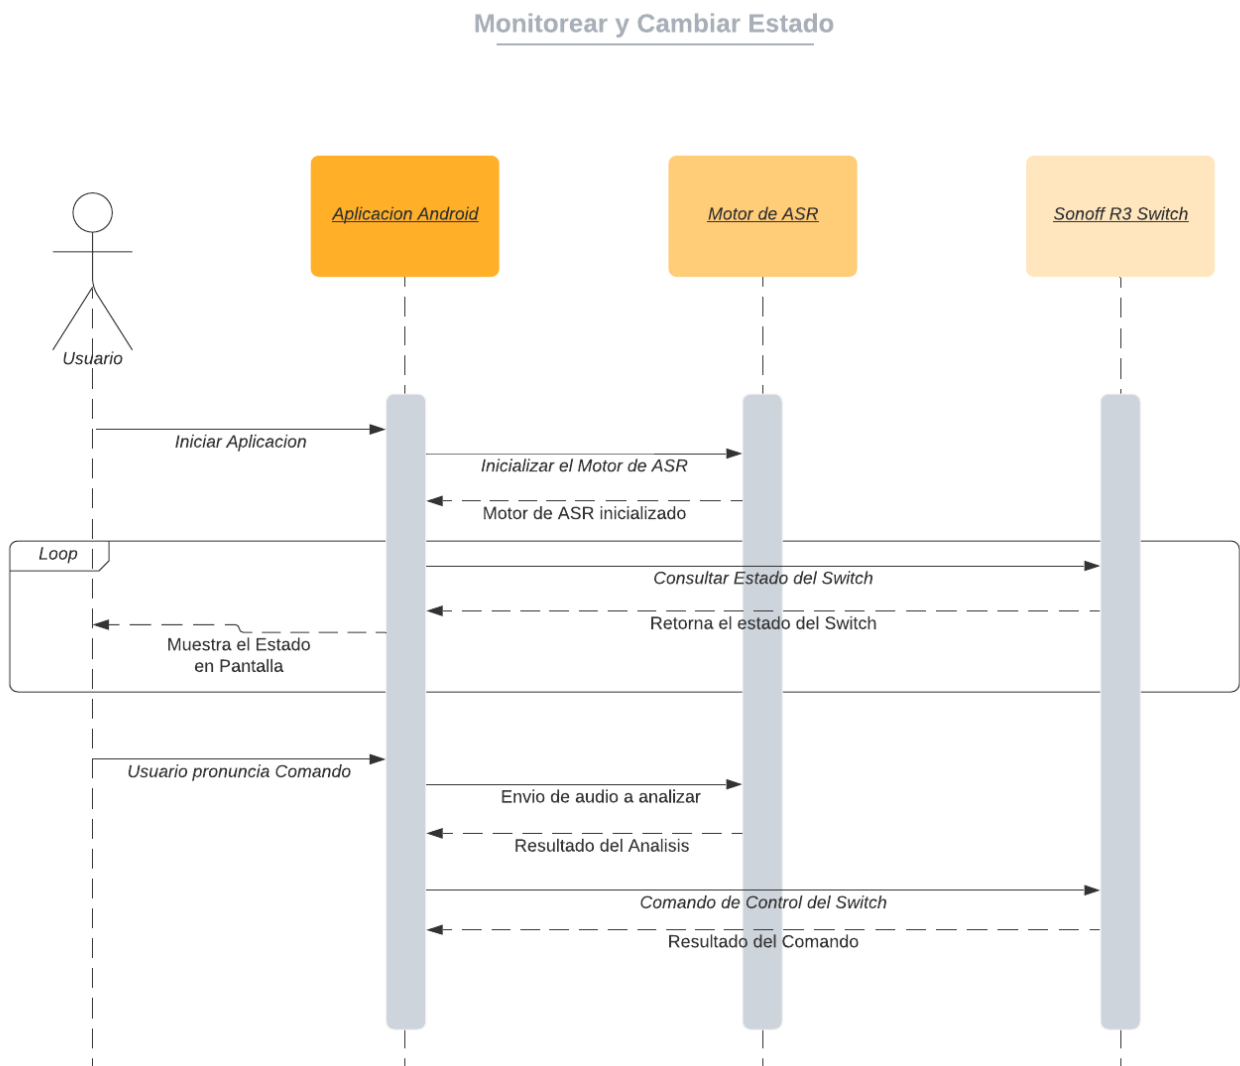 Monitorear y Cambiar Estado
Aplicacion Android
Motor de ASR
Sonoff R3 Switch
Usuario
Iniciar Aplicacion
Inicializar el Motor de ASR
Motor de ASR inicializado
Loop
Consultar Estado del Switch
Retorna el estado del Switch
Muestra el Estado
en Pantalla
Usuario pronuncia Comando
Envio de audio a analizar
Resultado del Analisis
Comando de Control del Switch
Resultado del Comando